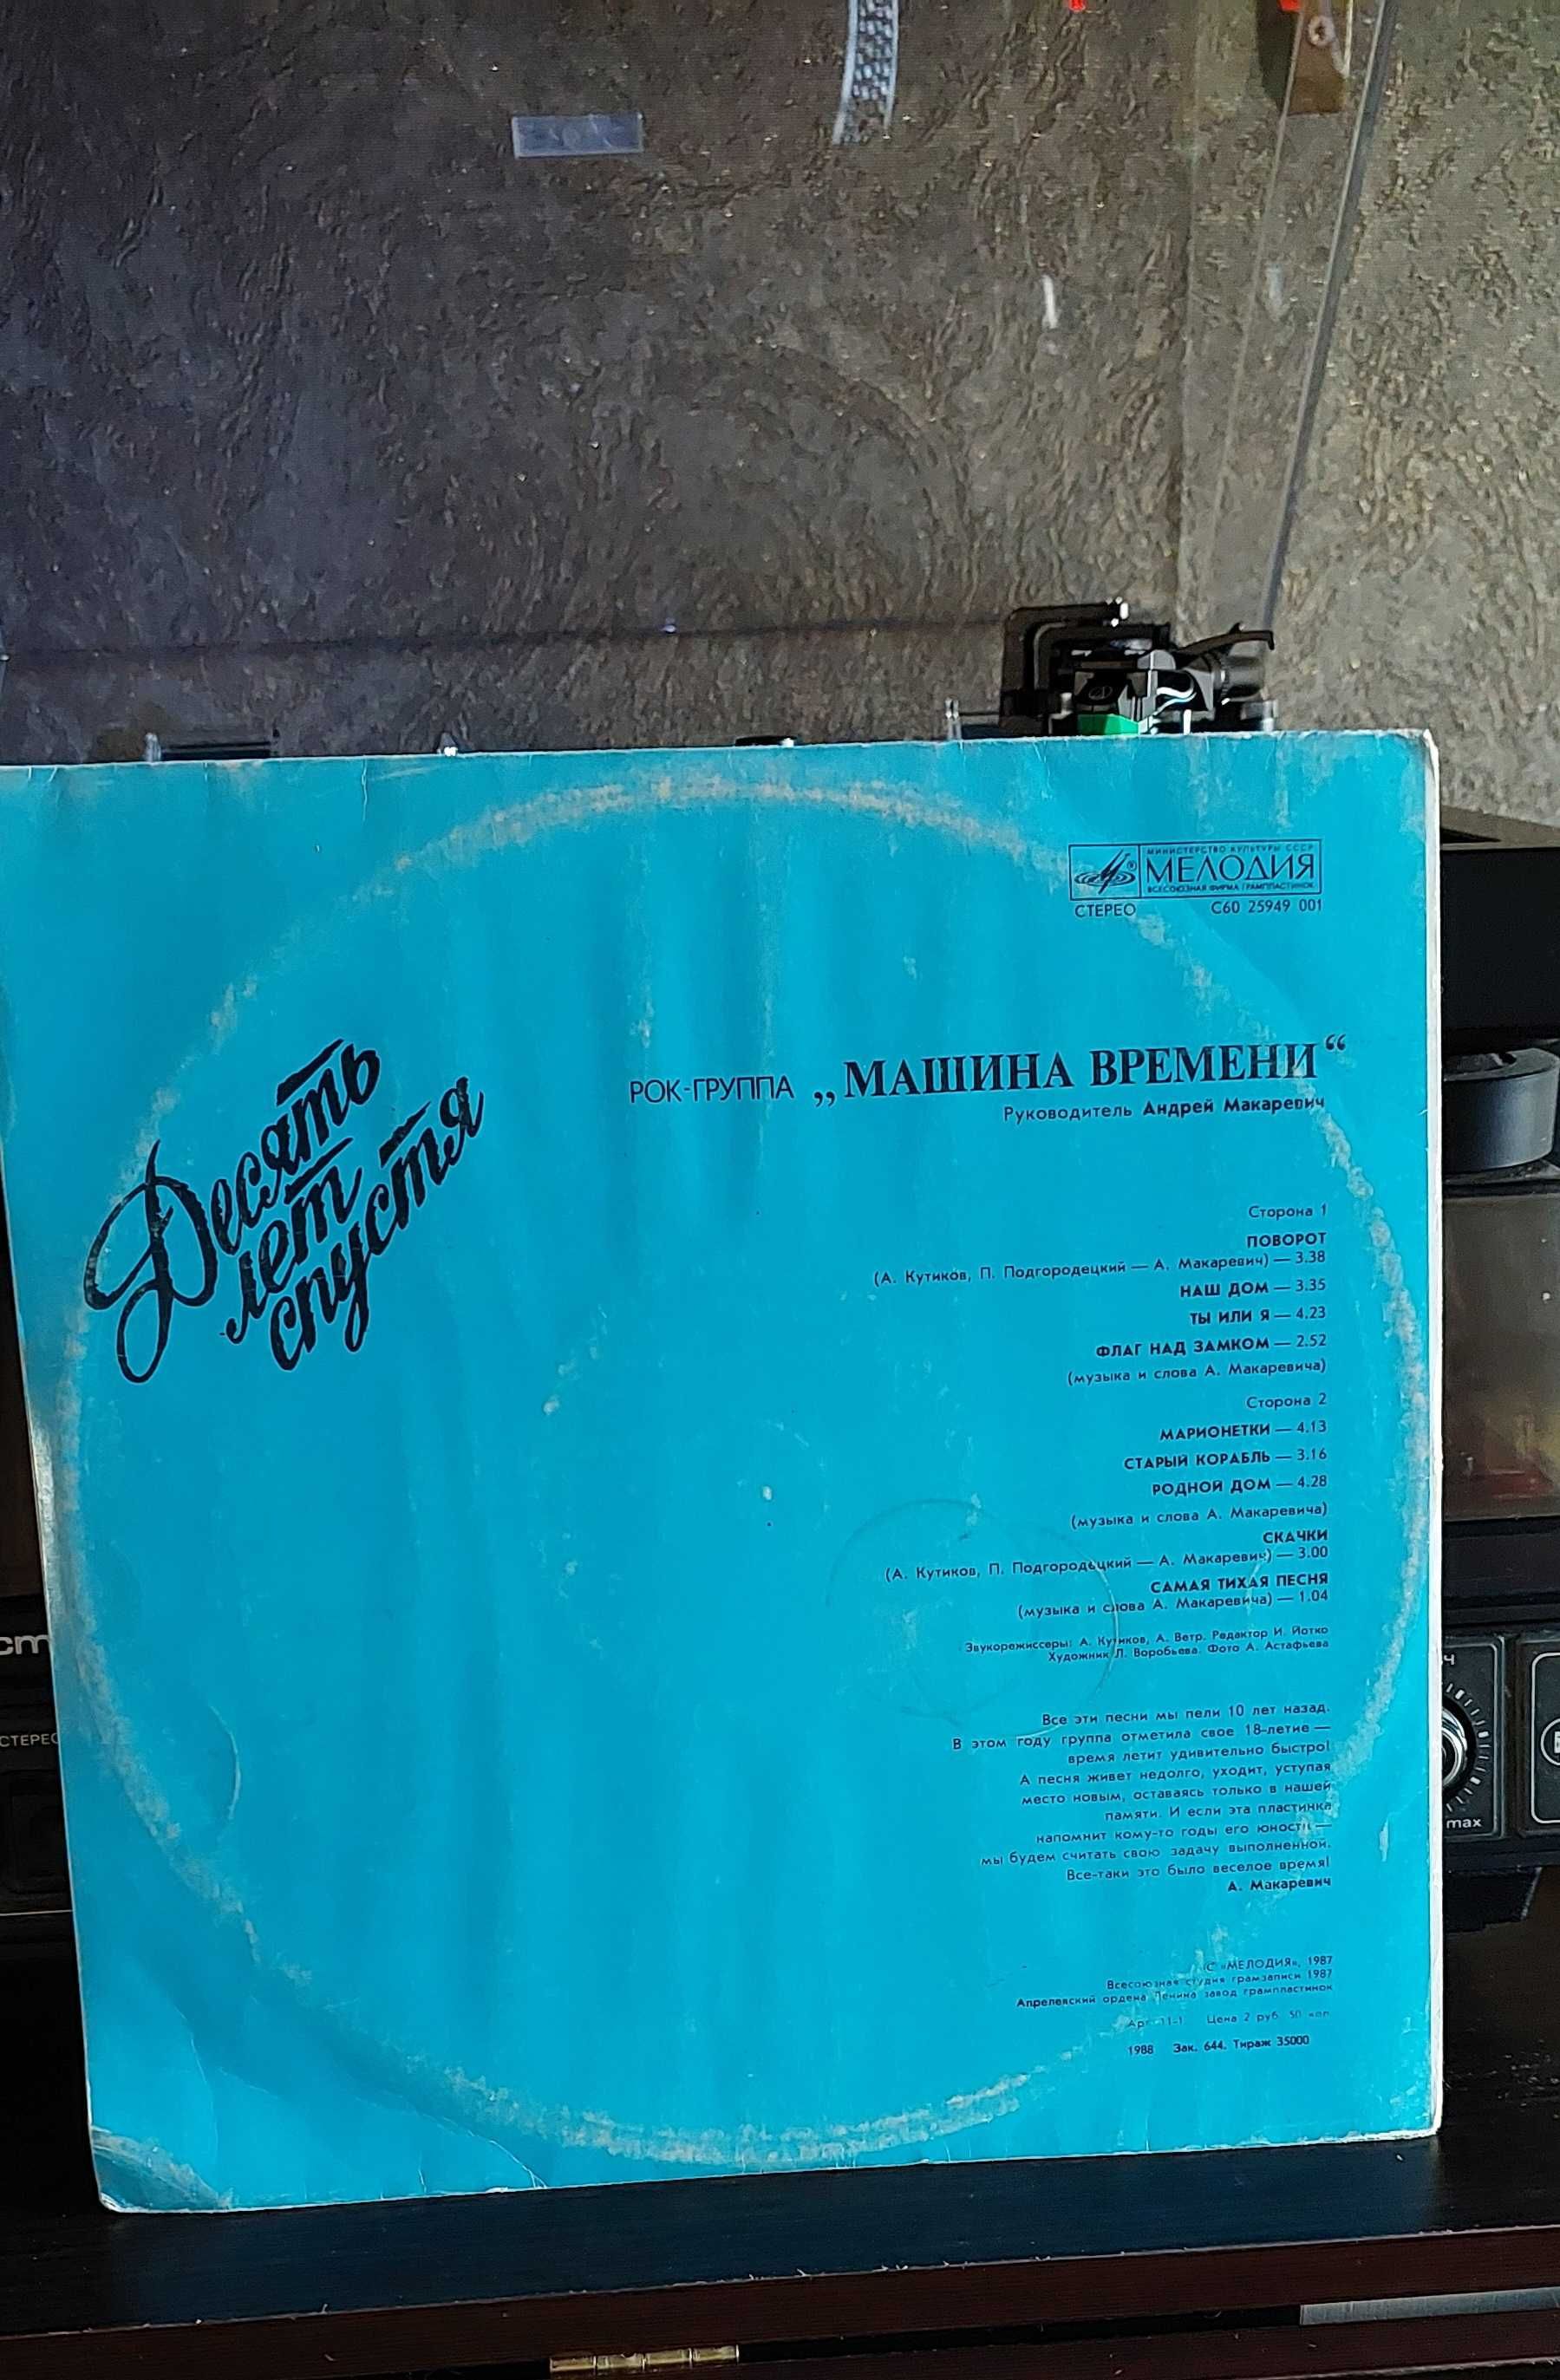 МИНИСТЕРСТВО КУЛЬТУРЫ СССР
МЕЛОДИЯ
ВСЕСОЮЗНАЯ ФИРМА ГРАМПЛАСТИНОК
СТЕРЕО С60 25949 001
Десять
лет
спустя
РОК-ГРУППА „МАШИНА ВРЕМЕНИ“
Руководитель Андрей Макаревич
Сторона 1
ПОВОРОТ
(А. Кутиков, П. Подгородецкий — А. Макаревич) — 3.38
НАШ ДОМ — 3.35
ТЫ ИЛИ Я — 4.23
ФЛАГ НАД ЗАМКОМ — 2.52
(музыка и слова А. Макаревича)
Сторона 2
МАРИОНЕТКИ — 4.13
СТАРЫЙ КОРАБЛЬ — 3.16
РОДНОЙ ДОМ — 4.28
(музыка и слова А. Макаревича)
СКАЧКИ
(А. Кутиков, П. Подгородецкий — А. Макаревич) — 3.00
САМАЯ ТИХАЯ ПЕСНЯ
(музыка и слова А. Макаревича) — 1.04
Звукорежиссеры: А. Кутиков, А. Ветр. Редактор И. Йотко
Художник Л. Воробьева. Фото А. Астафьева
Все эти песни мы пели 10 лет назад.
В этом году группа отметила свое 18-летие —
время летит удивительно быстро!
А песня живет недолго, уходит, уступая
место новым, оставаясь только в нашей
памяти. И если эта пластинка
напомнит кому-то годы его юности —
мы будем считать свою задачу выполненной.
Все-таки это было веселое время!
А. Макаревич
«МЕЛОДИЯ», 1987
Всесоюзная студия грамзаписи 1987
Апрелевский ордена Ленина завод грампластинок
Цена 2 руб. 50 коп.
1988 Зак. 644. Тираж 35000
СТЕРЕО
max